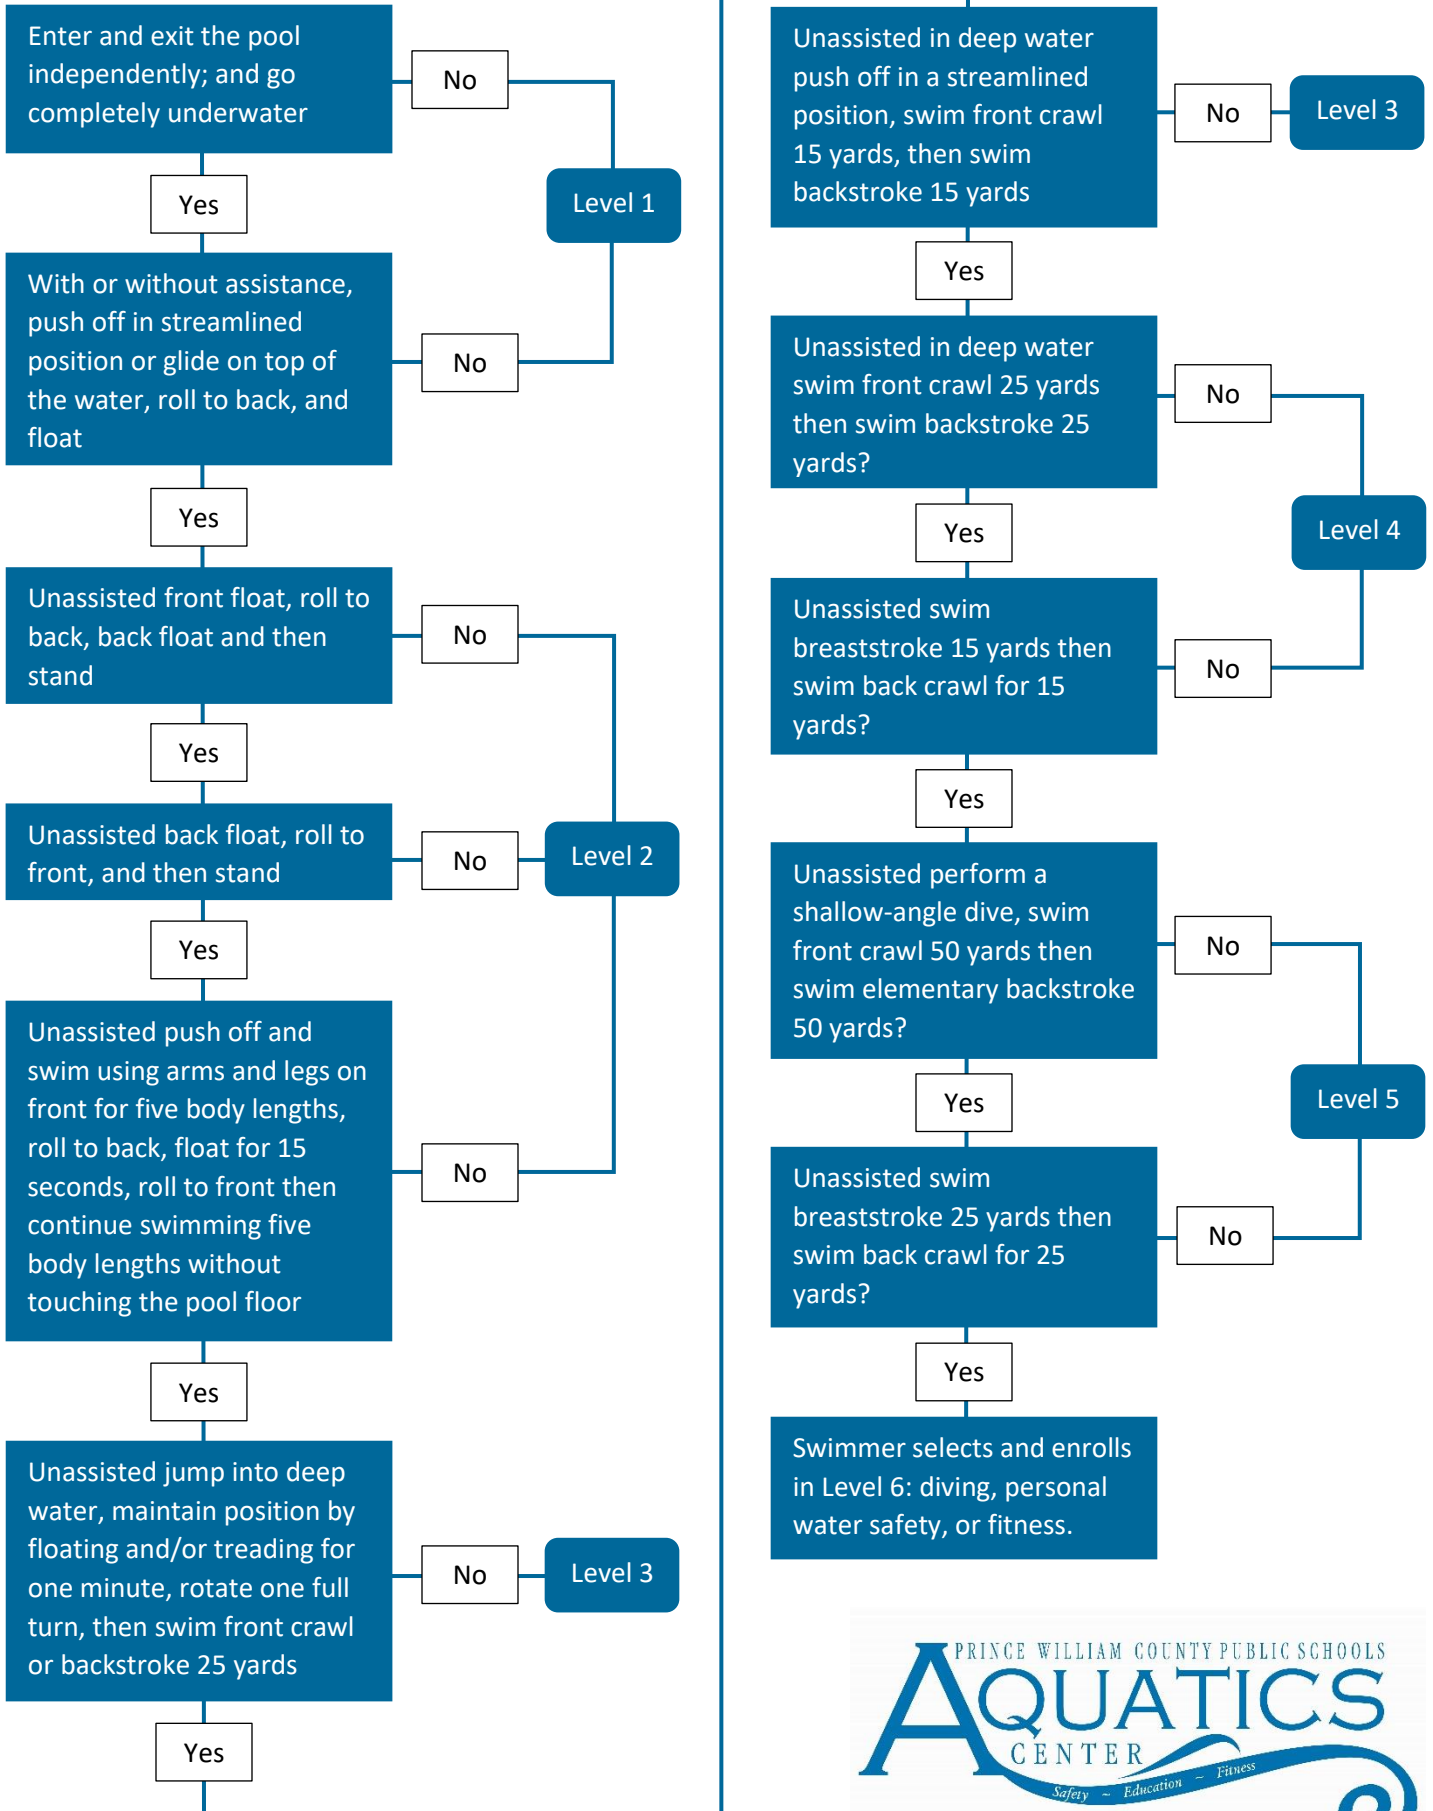 Enter and exit the pool
independently; and go
completely underwater
No
Level 1
Yes
With or without assistance,
push off in streamlined
position or glide on top of
the water, roll to back, and
float
No
Yes
Unassisted front float, roll to
back, back float and then
stand
No
Yes
Unassisted back float, roll to
front, and then stand
No
Level 2
Yes
Unassisted push off and
swim using arms and legs on
front for five body lengths,
roll to back, float for 15
seconds, roll to front then
continue swimming five
body lengths without
touching the pool floor
No
Yes
Unassisted jump into deep
water, maintain position by
floating and/or treading for
one minute, rotate one full
turn, then swim front crawl
or backstroke 25 yards
No
Level 3
Yes
Unassisted in deep water
push off in a streamlined
position, swim front crawl
15 yards, then swim
backstroke 15 yards
No
Level 3
Yes
Unassisted in deep water
swim front crawl 25 yards
then swim backstroke 25
yards?
No
Level 4
Yes
Unassisted swim
breaststroke 15 yards then
swim back crawl for 15
yards?
No
Yes
Unassisted perform a
shallow-angle dive, swim
front crawl 50 yards then
swim elementary backstroke
50 yards?
No
Level 5
Yes
Unassisted swim
breaststroke 25 yards then
swim back crawl for 25
yards?
No
Yes
Swimmer selects and enrolls
in Level 6: diving, personal
water safety, or fitness.
PRINCE WILLIAM COUNTY PUBLIC SCHOOLS
AQUATICS
CENTER
Safety ~ Education ~ Fitness